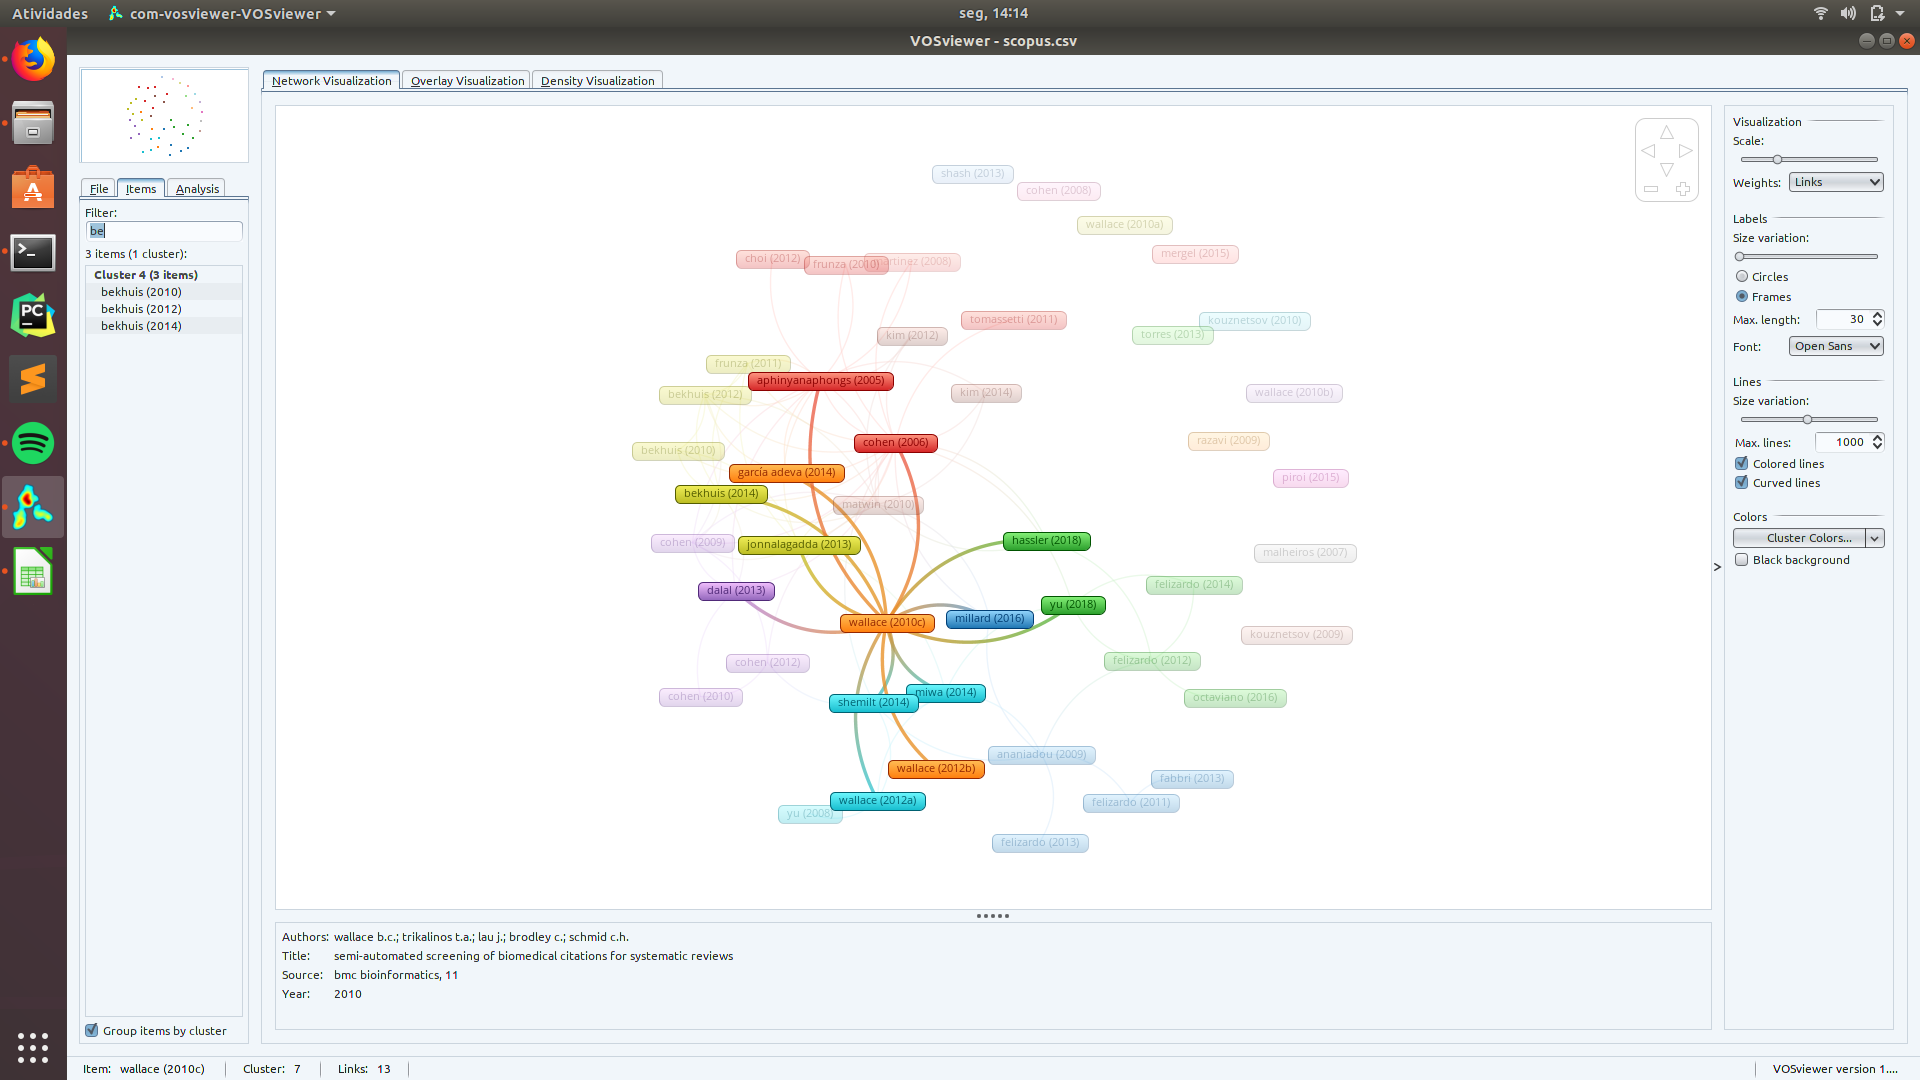 Atividades
com-vosviewer-VOSviewer
seg, 14:14
VOSviewer - scopus.csv
Network Visualization
Overlay Visualization
Density Visualization
File
Items
Analysis
Filter:
be
3 items (1 cluster):
Cluster 4 (3 items)
bekhuis (2010)
bekhuis (2012)
bekhuis (2014)
Group items by cluster
shash (2013)
cohen (2008)
wallace (2010a)
mergel (2015)
choi (2012)
frunza (2010)
tomassetti (2011)
kouznetsov (2010)
torres (2013)
kim (2012)
frunza (2011)
aphinyanaphongs (2005)
bekhuis (2012)
kim (2014)
wallace (2010b)
cohen (2006)
razavi (2009)
bekhuis (2010)
garcía adeva (2014)
piroi (2015)
bekhuis (2014)
matwin (2010)
cohen (2009)
jonnalagadda (2013)
hassler (2018)
malheiros (2007)
dalal (2013)
felizardo (2014)
yu (2018)
wallace (2010c)
millard (2016)
kouznetsov (2009)
cohen (2012)
felizardo (2012)
cohen (2010)
miwa (2014)
shemilt (2014)
octaviano (2016)
ananiadou (2009)
wallace (2012b)
fabbri (2013)
wallace (2012a)
felizardo (2011)
yu (2008)
felizardo (2013)
Authors: wallace b.c.; trikalinos t.a.; lau j.; brodley c.; schmid c.h.
Title: semi-automated screening of biomedical citations for systematic reviews
Source: bmc bioinformatics, 11
Year: 2010
Visualization
Scale:
Weights: Links
Labels
Size variation:
Circles
Frames
Max. length: 30
Font: Open Sans
Lines
Size variation:
Max. lines: 1000
Colored lines
Curved lines
Colors
Cluster Colors...
Black background
>
PC
Item: wallace (2010c) Cluster: 7 Links: 13
VOSviewer version 1....